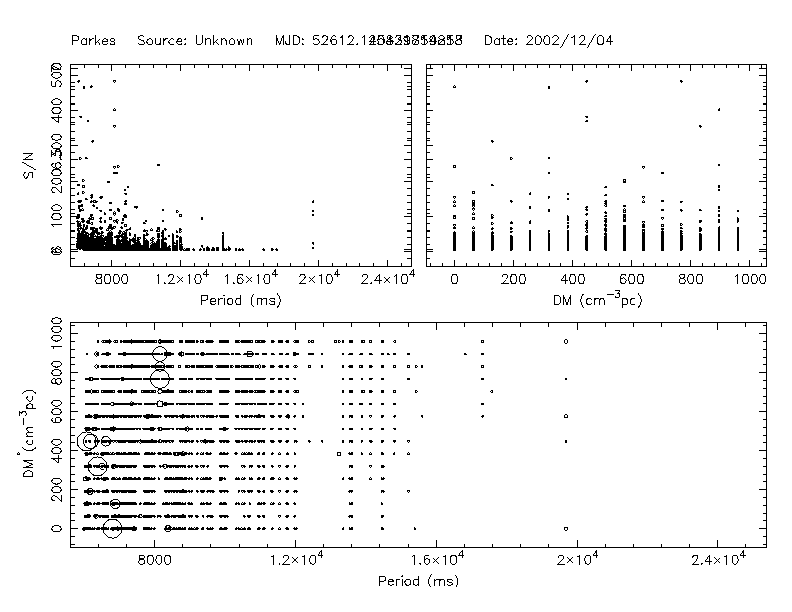 Parkes Source: Unknown MJD: Date: 2002/12/04
S/N
100 400 500
8000 1.2×10⁴ 1.6×10⁴ 2×10⁴ 2.4×10⁴
Period (ms)
0 200 400 600 800 1000
DM (cm⁻³pc)
DM (cm⁻³pc)
0 200 400 600 800 1000
8000 1.2×10⁴ 1.6×10⁴ 2×10⁴ 2.4×10⁴
Period (ms)